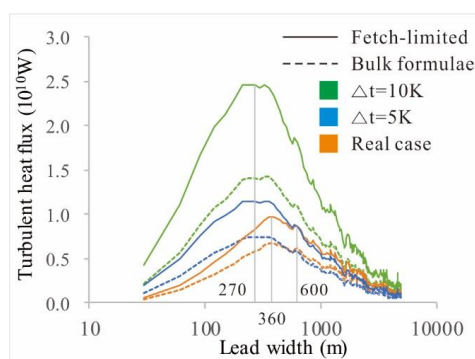 3.0
2.5
2.0
1.5
1.0
0.5
0.0
Turbulent heat flux (10¹⁰W)
Fetch-limited
Bulk formulae
△t=10K
△t=5K
Real case
270
360
600
10
100
1000
10000
Lead width (m)